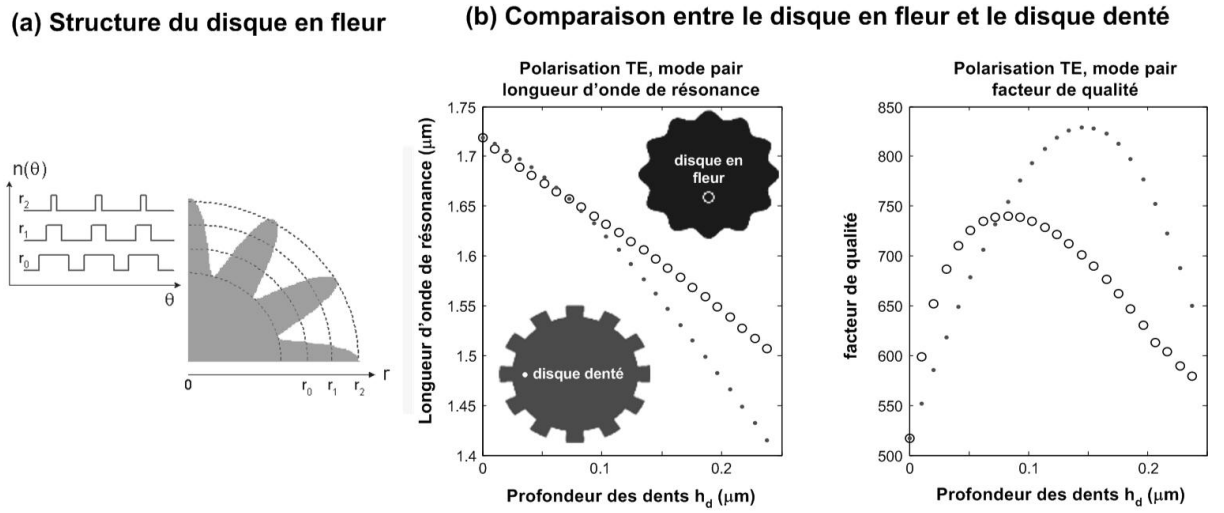 (a) Structure du disque en fleur
n(θ)
r2
r1
r0
θ
0
r0 r1 r2
r
(b) Comparaison entre le disque en fleur et le disque denté
Polarisation TE, mode pair
longueur d'onde de résonance
Longueur d'onde de résonance (μm)
1.75
1.7
1.65
1.6
1.55
1.5
1.45
1.4
0 0.1 0.2
disque en
fleur
disque denté
Profondeur des dents hd (μm)
Polarisation TE, mode pair
facteur de qualité
facteur de qualité
850
800
750
700
650
600
550
500
0 0.1 0.2
Profondeur des dents hd (μm)